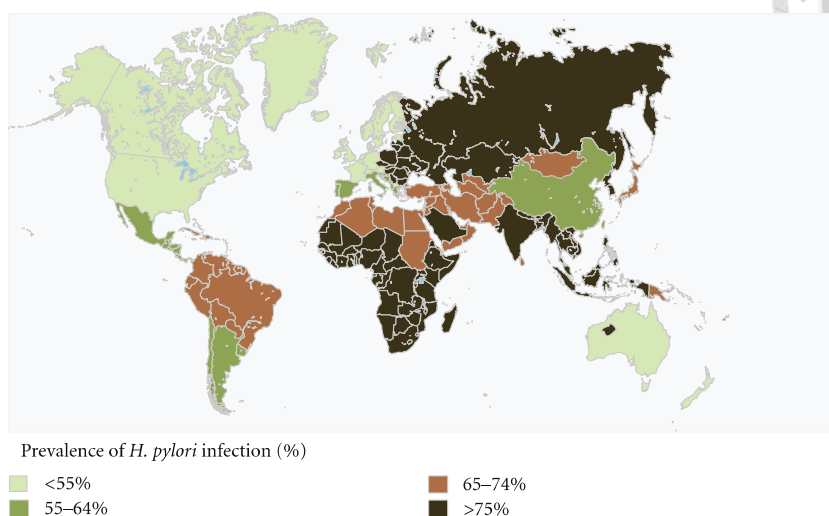 Prevalence of H. pylori infection (%)
<55%
55–64%
65–74%
>75%